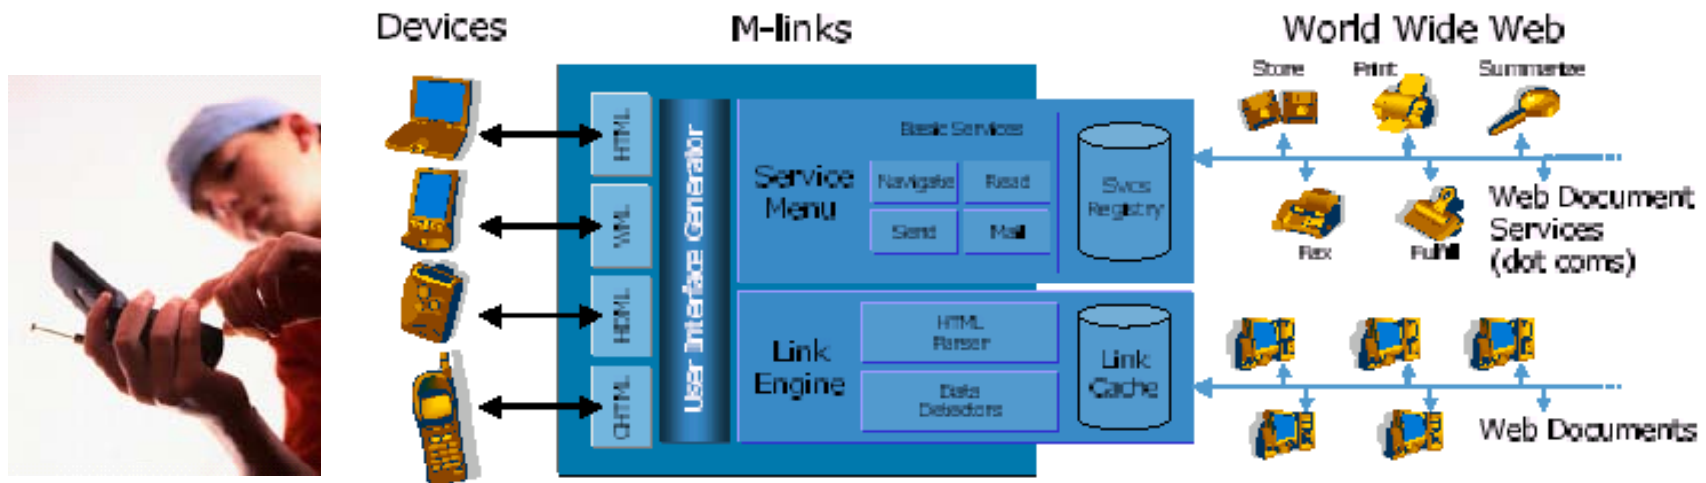 Devices
M-links
World Wide Web
Store
Print
Summarize
HTML
WML
HDML
CHTML
User Interface Generator
Service
Menu
Basic Services
Navigate
Read
Send
Mail
Svcs
Registry
Web Document
Services
(dot coms)
Fax
Fulfill
Link
Engine
HTML
Parser
Data
Detectors
Link
Cache
Web Documents